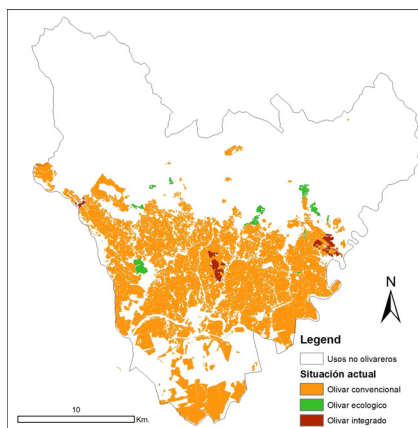 N
Legend
Usos no olivareros
Situación actual
Olivar convencional
Olivar ecologico
Olivar integrado
10
Km.